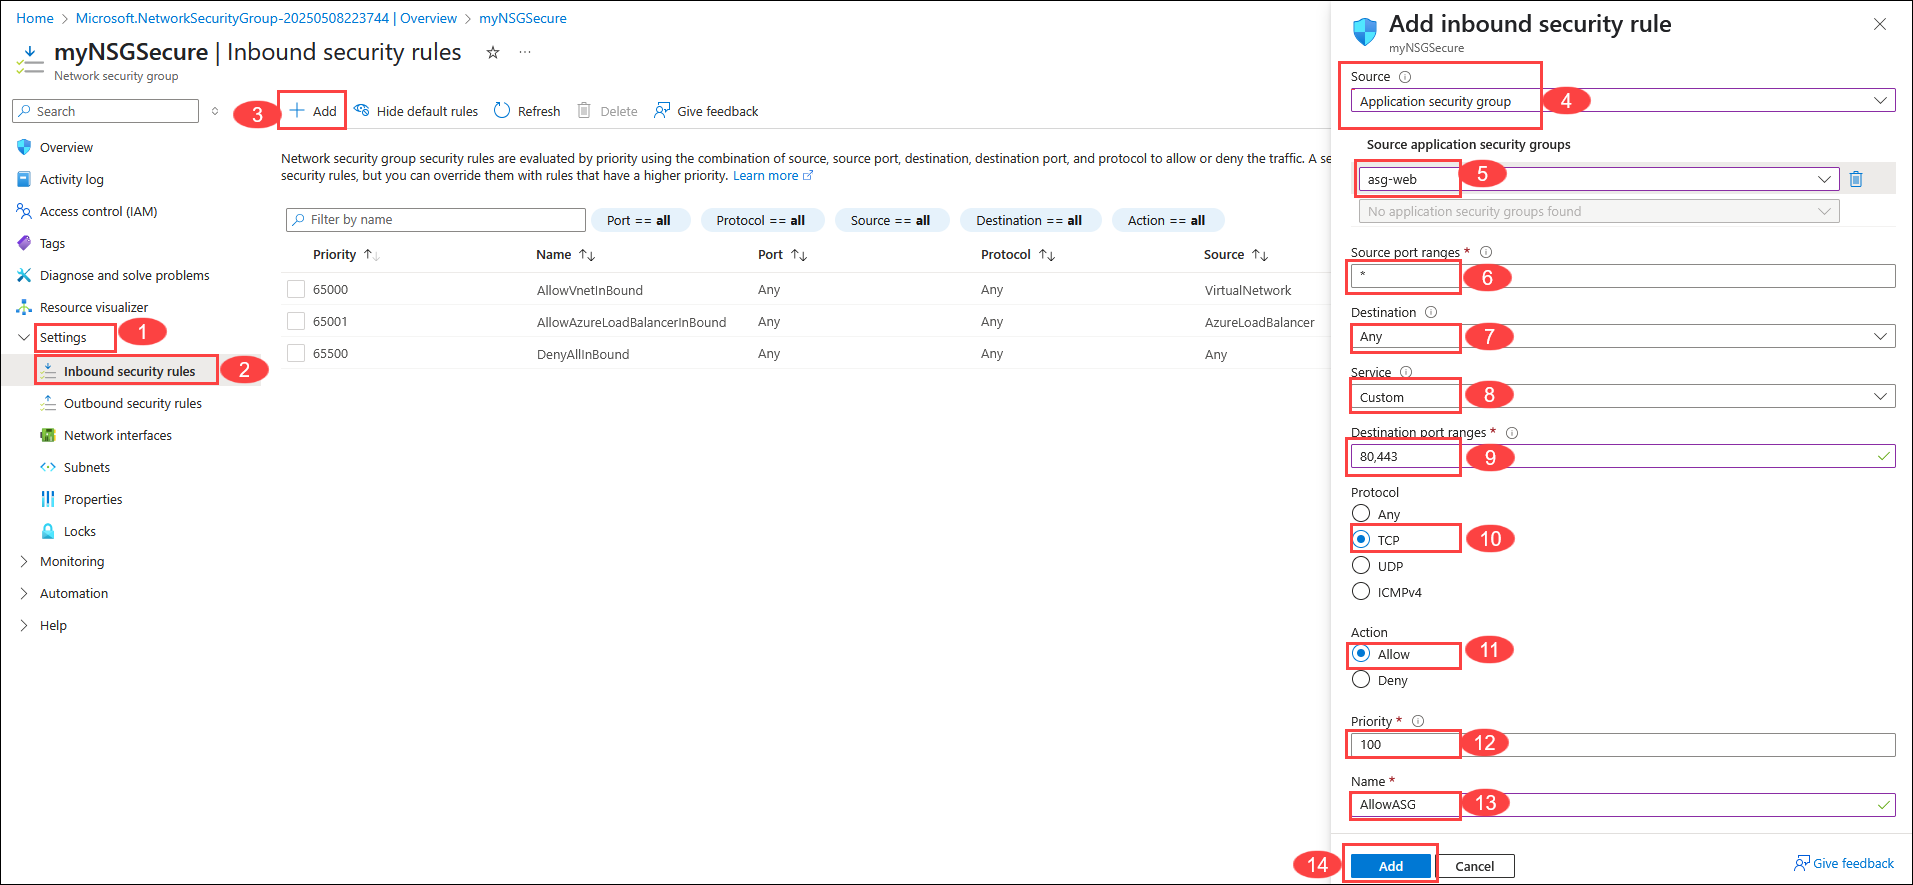 Home > Microsoft.NetworkSecurityGroup-20250508223744 | Overview > myNSGSecure
myNSGSecure | Inbound security rules
Network security group
Search
3
Add
Hide default rules
Refresh
Delete
Give feedback
Overview
Activity log
Access control (IAM)
Tags
Diagnose and solve problems
Resource visualizer
Settings
1
Inbound security rules
2
Outbound security rules
Network interfaces
Subnets
Properties
Locks
Monitoring
Automation
Help
Network security group security rules are evaluated by priority using the combination of source, source port, destination, destination port, and protocol to allow or deny the traffic. A se
security rules, but you can override them with rules that have a higher priority. Learn more
Filter by name
Port == all
Protocol == all
Source == all
Destination == all
Action == all
Priority Name Port Protocol Source
65000 AllowVnetInBound Any Any VirtualNetwork
65001 AllowAzureLoadBalancerInBound Any Any AzureLoadBalancer
65500 DenyAllInBound Any Any Any
Add inbound security rule
myNSGSecure
Source
Application security group
4
Source application security groups
asg-web
5
No application security groups found
Source port ranges *
*
6
Destination
Any
7
Service
Custom
8
Destination port ranges *
80,443
9
Protocol
Any
TCP
10
UDP
ICMPv4
Action
Allow
11
Deny
Priority *
100
12
Name *
AllowASG
13
14
Add
Cancel
Give feedback